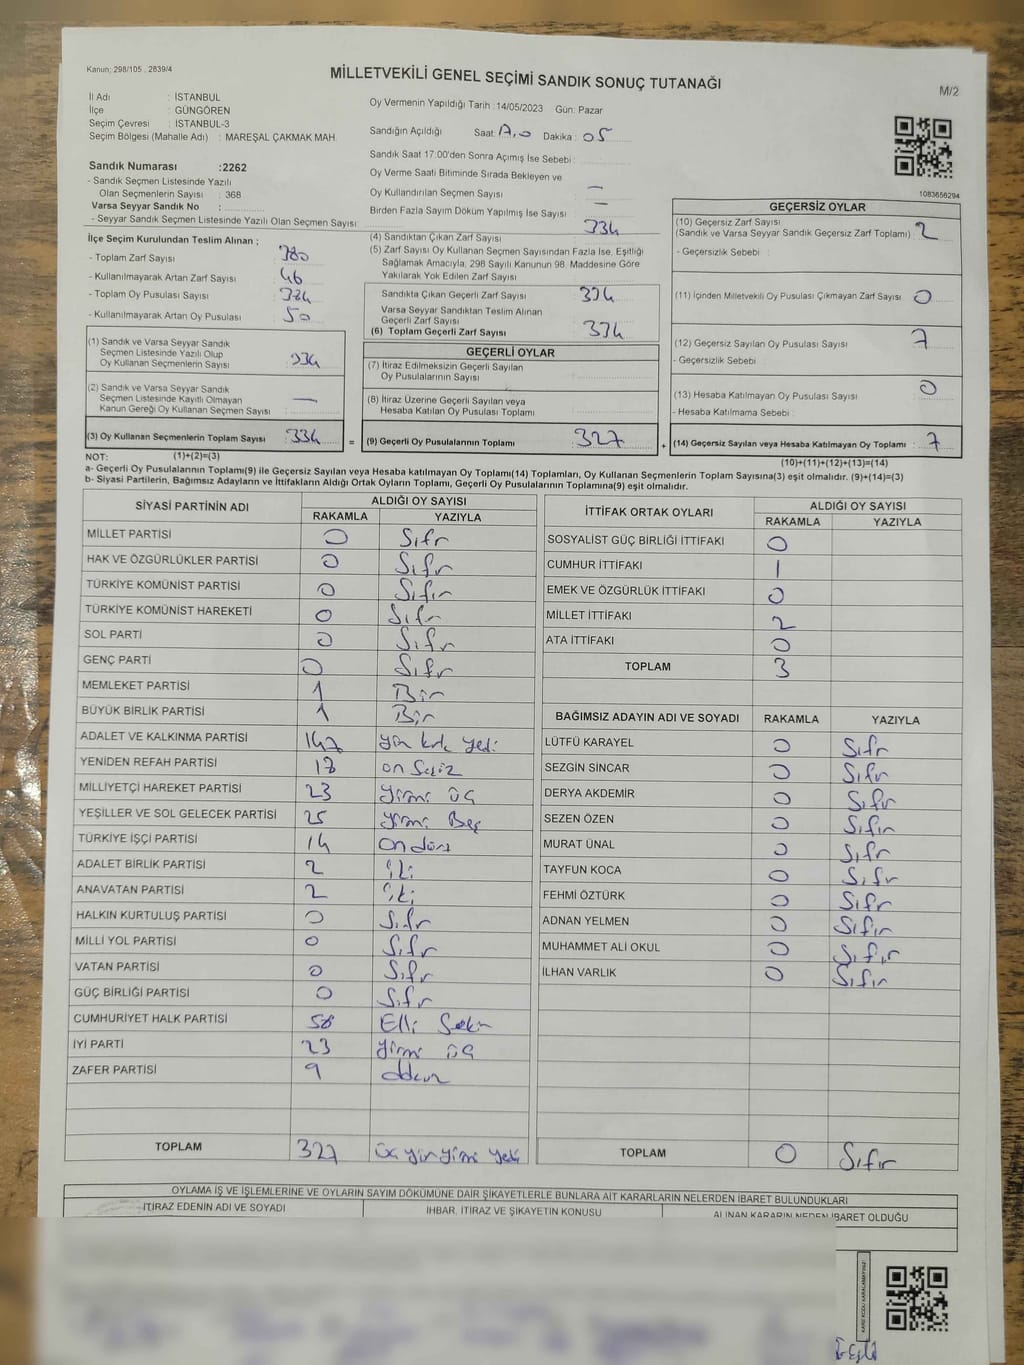 Kanun; 298/105 , 2839/4
MİLLETVEKİLİ GENEL SEÇİMİ SANDIK SONUÇ TUTANAĞI
M/2
İl Adı : İSTANBUL
İlçe : GÜNGÖREN
Seçim Çevresi : İSTANBUL-3
Seçim Bölgesi (Mahalle Adı) : MAREŞAL ÇAKMAK MAH.
Sandık Numarası :2262
- Sandık Seçmen Listesinde Yazılı
Olan Seçmenlerin Sayısı : 368
Varsa Seyyar Sandık No :
- Seyyar Sandık Seçmen Listesinde Yazılı Olan Seçmen Sayısı
İlçe Seçim Kurulundan Teslim Alınan ;
- Toplam Zarf Sayısı : 380
- Kullanılmayarak Artan Zarf Sayısı : 46
- Toplam Oy Pusulası Sayısı : 384
- Kullanılmayarak Artan Oy Pusulası : 50
(1) Sandık ve Varsa Seyyar Sandık
Seçmen Listesinde Yazılı Olup
Oy Kullanan Seçmenlerin Sayısı : 334
(2) Sandık ve Varsa Seyyar Sandık
Seçmen Listesinde Kayıtlı Olmayan
Kanun Gereği Oy Kullanan Seçmen Sayısı : —
(3) Oy Kullanan Seçmenlerin Toplam Sayısı : 334
Oy Vermenin Yapıldığı Tarih :14/05/2023 Gün: Pazar
Sandığın Açıldığı Saat: Dakika : 05
Sandık Saat 17:00'den Sonra Açımış İse Sebebi :
Oy Verme Saati Bitiminde Sırada Bekleyen ve
Oy Kullandırılan Seçmen Sayısı : —
Birden Fazla Sayım Döküm Yapılmış İse Sayısı : —
(4) Sandıktan Çıkan Zarf Sayısı : 334
(5) Zarf Sayısı Oy Kullanan Seçmen Sayısından Fazla İse, Eşitliği
Sağlamak Amacıyla, 298 Sayılı Kanunun 98. Maddesine Göre
Yakılarak Yok Edilen Zarf Sayısı
Sandıkta Çıkan Geçerli Zarf Sayısı : 334
Varsa Seyyar Sandıktan Teslim Alınan
Geçerli Zarf Sayısı
(6) Toplam Geçerli Zarf Sayısı : 334
GEÇERLİ OYLAR
(7) İtiraz Edilmeksizin Geçerli Sayılan
Oy Pusulalarının Sayısı :
(8) İtiraz Üzerine Geçerli Sayılan veya
Hesaba Katılan Oy Pusulası Toplamı :
= (9) Geçerli Oy Pusulalarının Toplamı : 327
1083656294
GEÇERSİZ OYLAR
(10) Geçersiz Zarf Sayısı
(Sandık ve Varsa Seyyar Sandık Geçersiz Zarf Toplamı) : 2
- Geçersizlik Sebebi :
(11) İçinden Milletvekili Oy Pusulası Çıkmayan Zarf Sayısı : 0
(12) Geçersiz Sayılan Oy Pusulası Sayısı : 7
- Geçersizlik Sebebi :
(13) Hesaba Katılmayan Oy Pusulası Sayısı : 0
- Hesaba Katılmama Sebebi :
+ (14) Geçersiz Sayılan veya Hesaba Katılmayan Oy Toplamı : 7
NOT: (1)+(2)=(3)
(10)+(11)+(12)+(13)=(14)
a- Geçerli Oy Pusulalarının Toplamı(9) ile Geçersiz Sayılan veya Hesaba katılmayan Oy Toplamı(14) Toplamları, Oy Kullanan Seçmenlerin Toplam Sayısına(3) eşit olmalıdır. (9)+(14)=(3)
b- Siyasi Partilerin, Bağımsız Adayların ve İttifakların Aldığı Ortak Oyların Toplamı, Geçerli Oy Pusulalarının Toplamına(9) eşit olmalıdır.
SİYASİ PARTİNİN ADI ALDIĞI OY SAYISI
RAKAMLA YAZIYLA
MİLLET PARTİSİ 0 Sıfır
HAK VE ÖZGÜRLÜKLER PARTİSİ 0 Sıfır
TÜRKİYE KOMÜNİST PARTİSİ 0 Sıfır
TÜRKİYE KOMÜNİST HAREKETİ 0 Sıfır
SOL PARTİ 0 Sıfır
GENÇ PARTİ 0 Sıfır
MEMLEKET PARTİSİ 1 Bir
BÜYÜK BİRLİK PARTİSİ 1 Bir
ADALET VE KALKINMA PARTİSİ 147 yüz kırk yedi
YENİDEN REFAH PARTİSİ 18 on Sekiz
MİLLİYETÇİ HAREKET PARTİSİ 23 yirmi üç
YEŞİLLER VE SOL GELECEK PARTİSİ 25 yirmi Beş
TÜRKİYE İŞÇİ PARTİSİ 14 on dört
ADALET BİRLİK PARTİSİ 2 iki
ANAVATAN PARTİSİ 2 iki
HALKIN KURTULUŞ PARTİSİ 0 Sıfır
MİLLİ YOL PARTİSİ 0 Sıfır
VATAN PARTİSİ 0 Sıfır
GÜÇ BİRLİĞİ PARTİSİ 0 Sıfır
CUMHURİYET HALK PARTİSİ 58 Elli Sekiz
İYİ PARTİ 23 yirmi üç
ZAFER PARTİSİ 9 dokuz
TOPLAM 327 üç yüz yirmi yedi
İTTİFAK ORTAK OYLARI ALDIĞI OY SAYISI
RAKAMLA YAZIYLA
SOSYALİST GÜÇ BİRLİĞİ İTTİFAKI 0
CUMHUR İTTİFAKI 1
EMEK VE ÖZGÜRLÜK İTTİFAKI 0
MİLLET İTTİFAKI 2
ATA İTTİFAKI 0
TOPLAM 3
BAĞIMSIZ ADAYIN ADI VE SOYADI RAKAMLA YAZIYLA
LÜTFÜ KARAYEL 0 Sıfır
SEZGİN SİNCAR 0 Sıfır
DERYA AKDEMİR 0 Sıfır
SEZEN ÖZEN 0 Sıfır
MURAT ÜNAL 0 Sıfır
TAYFUN KOCA 0 Sıfır
FEHMİ ÖZTÜRK 0 Sıfır
ADNAN YELMEN 0 Sıfır
MUHAMMET ALİ OKUL 0 Sıfır
İLHAN VARLIK 0 Sıfır
TOPLAM 0 Sıfır
OYLAMA İŞ VE İŞLEMLERİNE VE OYLARIN SAYIM DÖKÜMÜNE DAİR ŞİKAYETLERLE BUNLARA AİT KARARLARIN NELERDEN İBARET BULUNDUKLARI
İTİRAZ EDENİN ADI VE SOYADI İHBAR, İTİRAZ VE ŞİKAYETİN KONUSU ALINAN KARARIN NEDEN İBARET OLDUĞU
KARE KODU KARALAMAYINIZ!